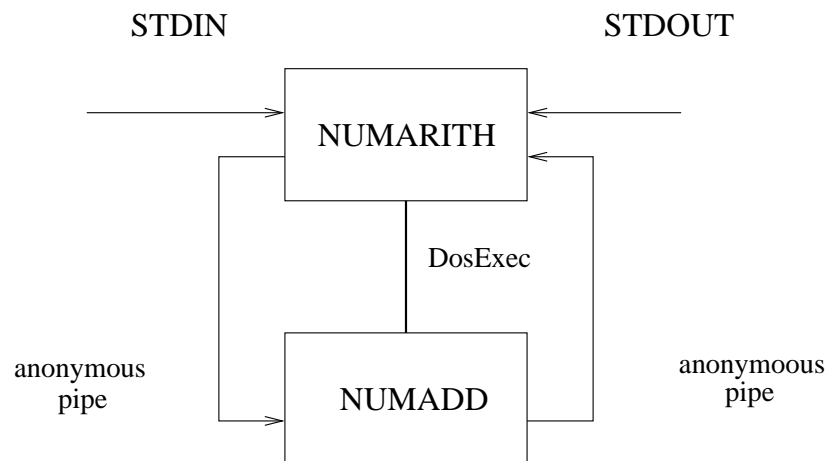 STDIN
STDOUT
NUMARITH
DosExec
anonymous
pipe
NUMADD
anonymoous
pipe